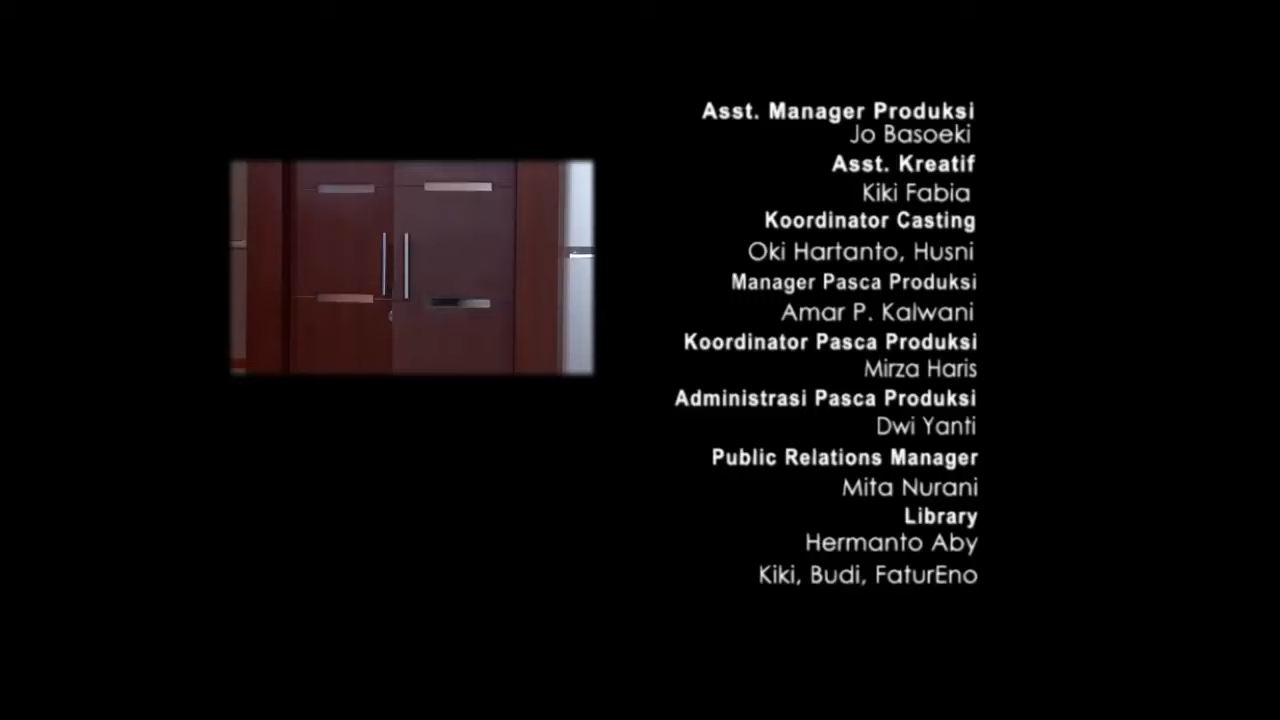 Asst. Manager Produksi
Jo Basoeki
Asst. Kreatif
Kiki Fabia
Koordinator Casting
Oki Hartanto, Husni
Manager Pasca Produksi
Amar P. Kalwani
Koordinator Pasca Produksi
Mirza Haris
Administrasi Pasca Produksi
Dwi Yanti
Public Relations Manager
Mita Nurani
Library
Hermanto Aby
Kiki, Budi, FaturEno